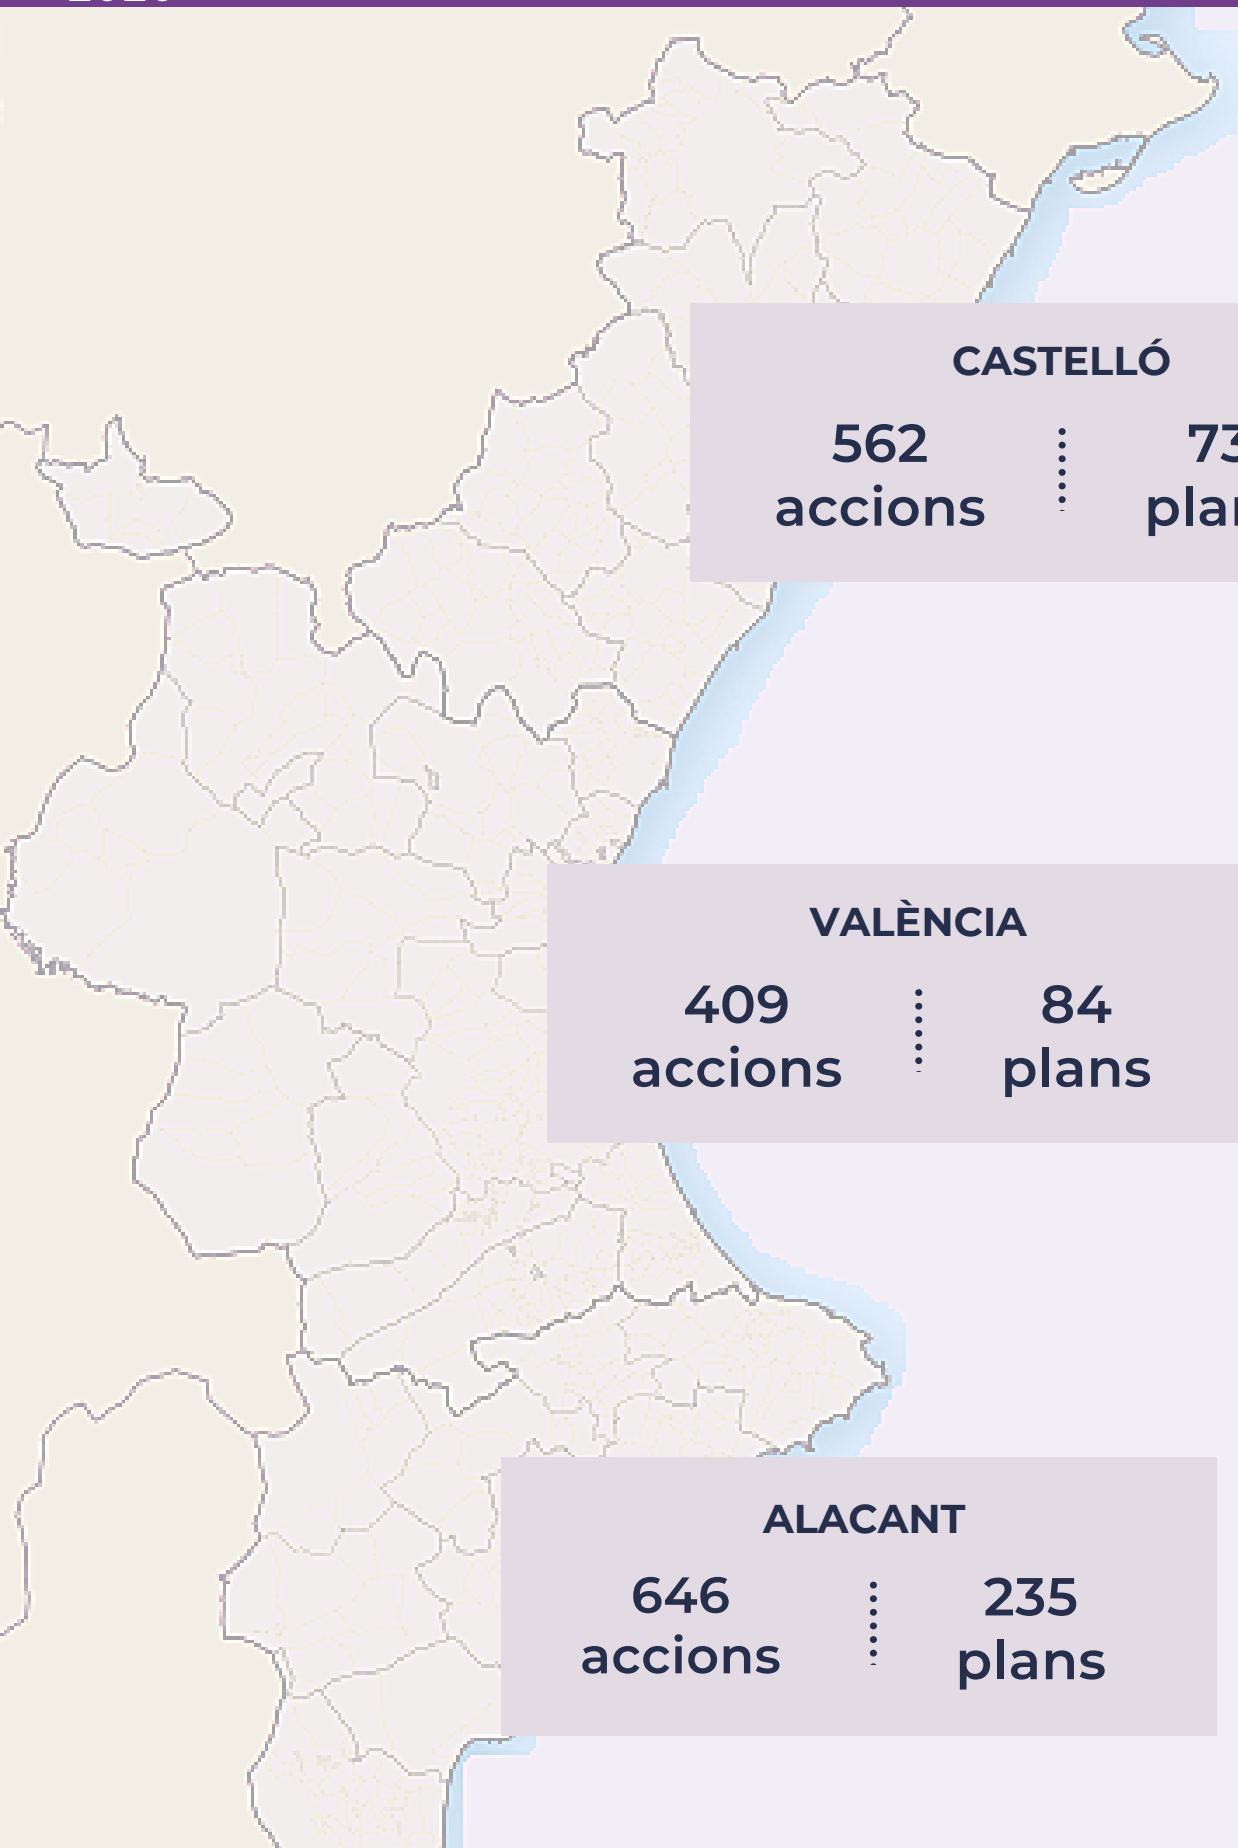 CASTELLÓ
562
accions
VALÈNCIA
409 84
accions plans
ALACANT
646 235
accions plans